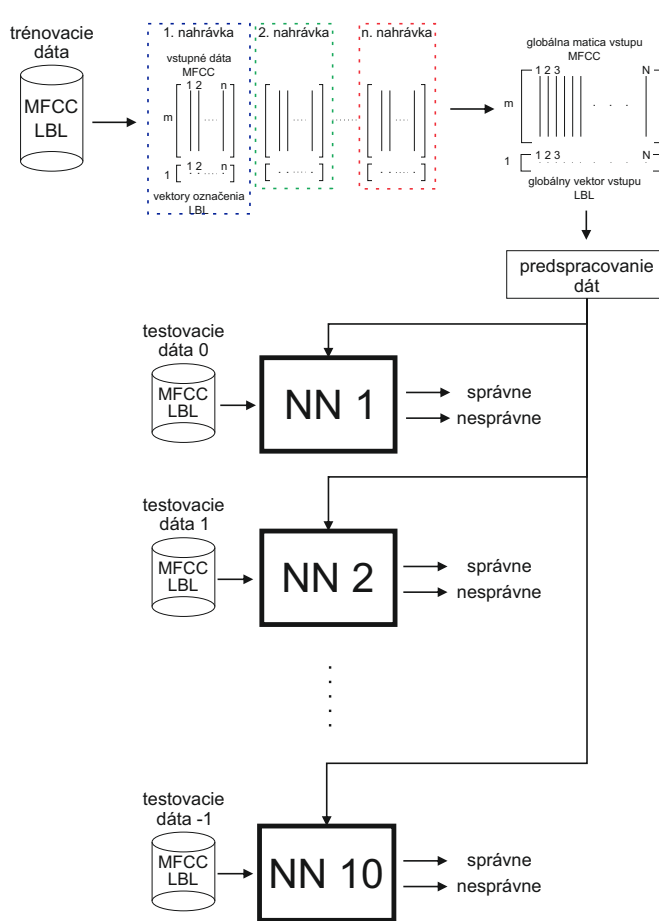 trénovacie
dáta
MFCC
LBL
1. nahrávka
vstupné dáta
MFCC
1 2 n
m
1 2 n
1
vektory označenia
LBL
2. nahrávka
n. nahrávka
globálna matica vstupu
MFCC
1 2 3 N
m
1 2 3 N
1
globálny vektor vstupu
LBL
predspracovanie
dát
testovacie
dáta 0
MFCC
LBL
NN 1
správne
nesprávne
testovacie
dáta 1
MFCC
LBL
NN 2
správne
nesprávne
testovacie
dáta -1
MFCC
LBL
NN 10
správne
nesprávne